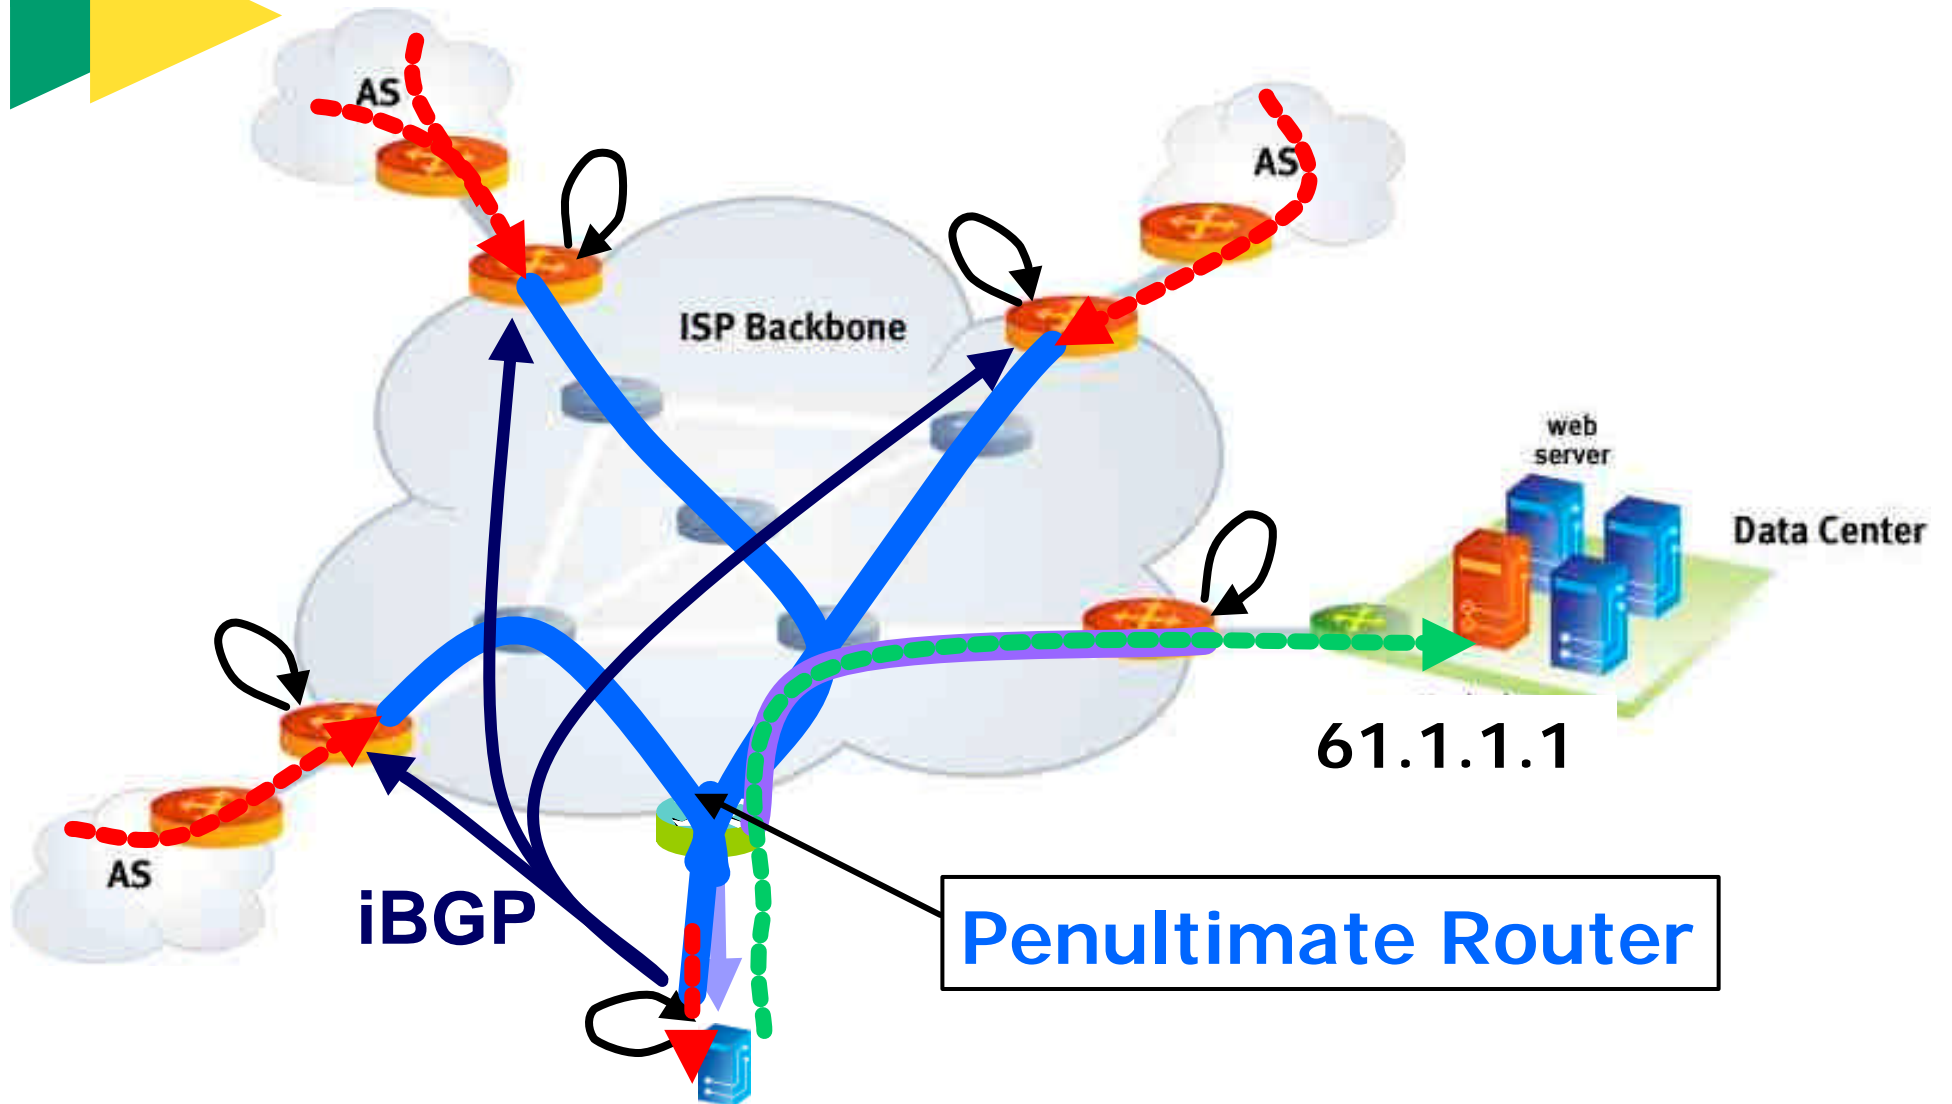 AS
AS
ISP Backbone
web
server
Data Center
61.1.1.1
AS
iBGP
Penultimate Router